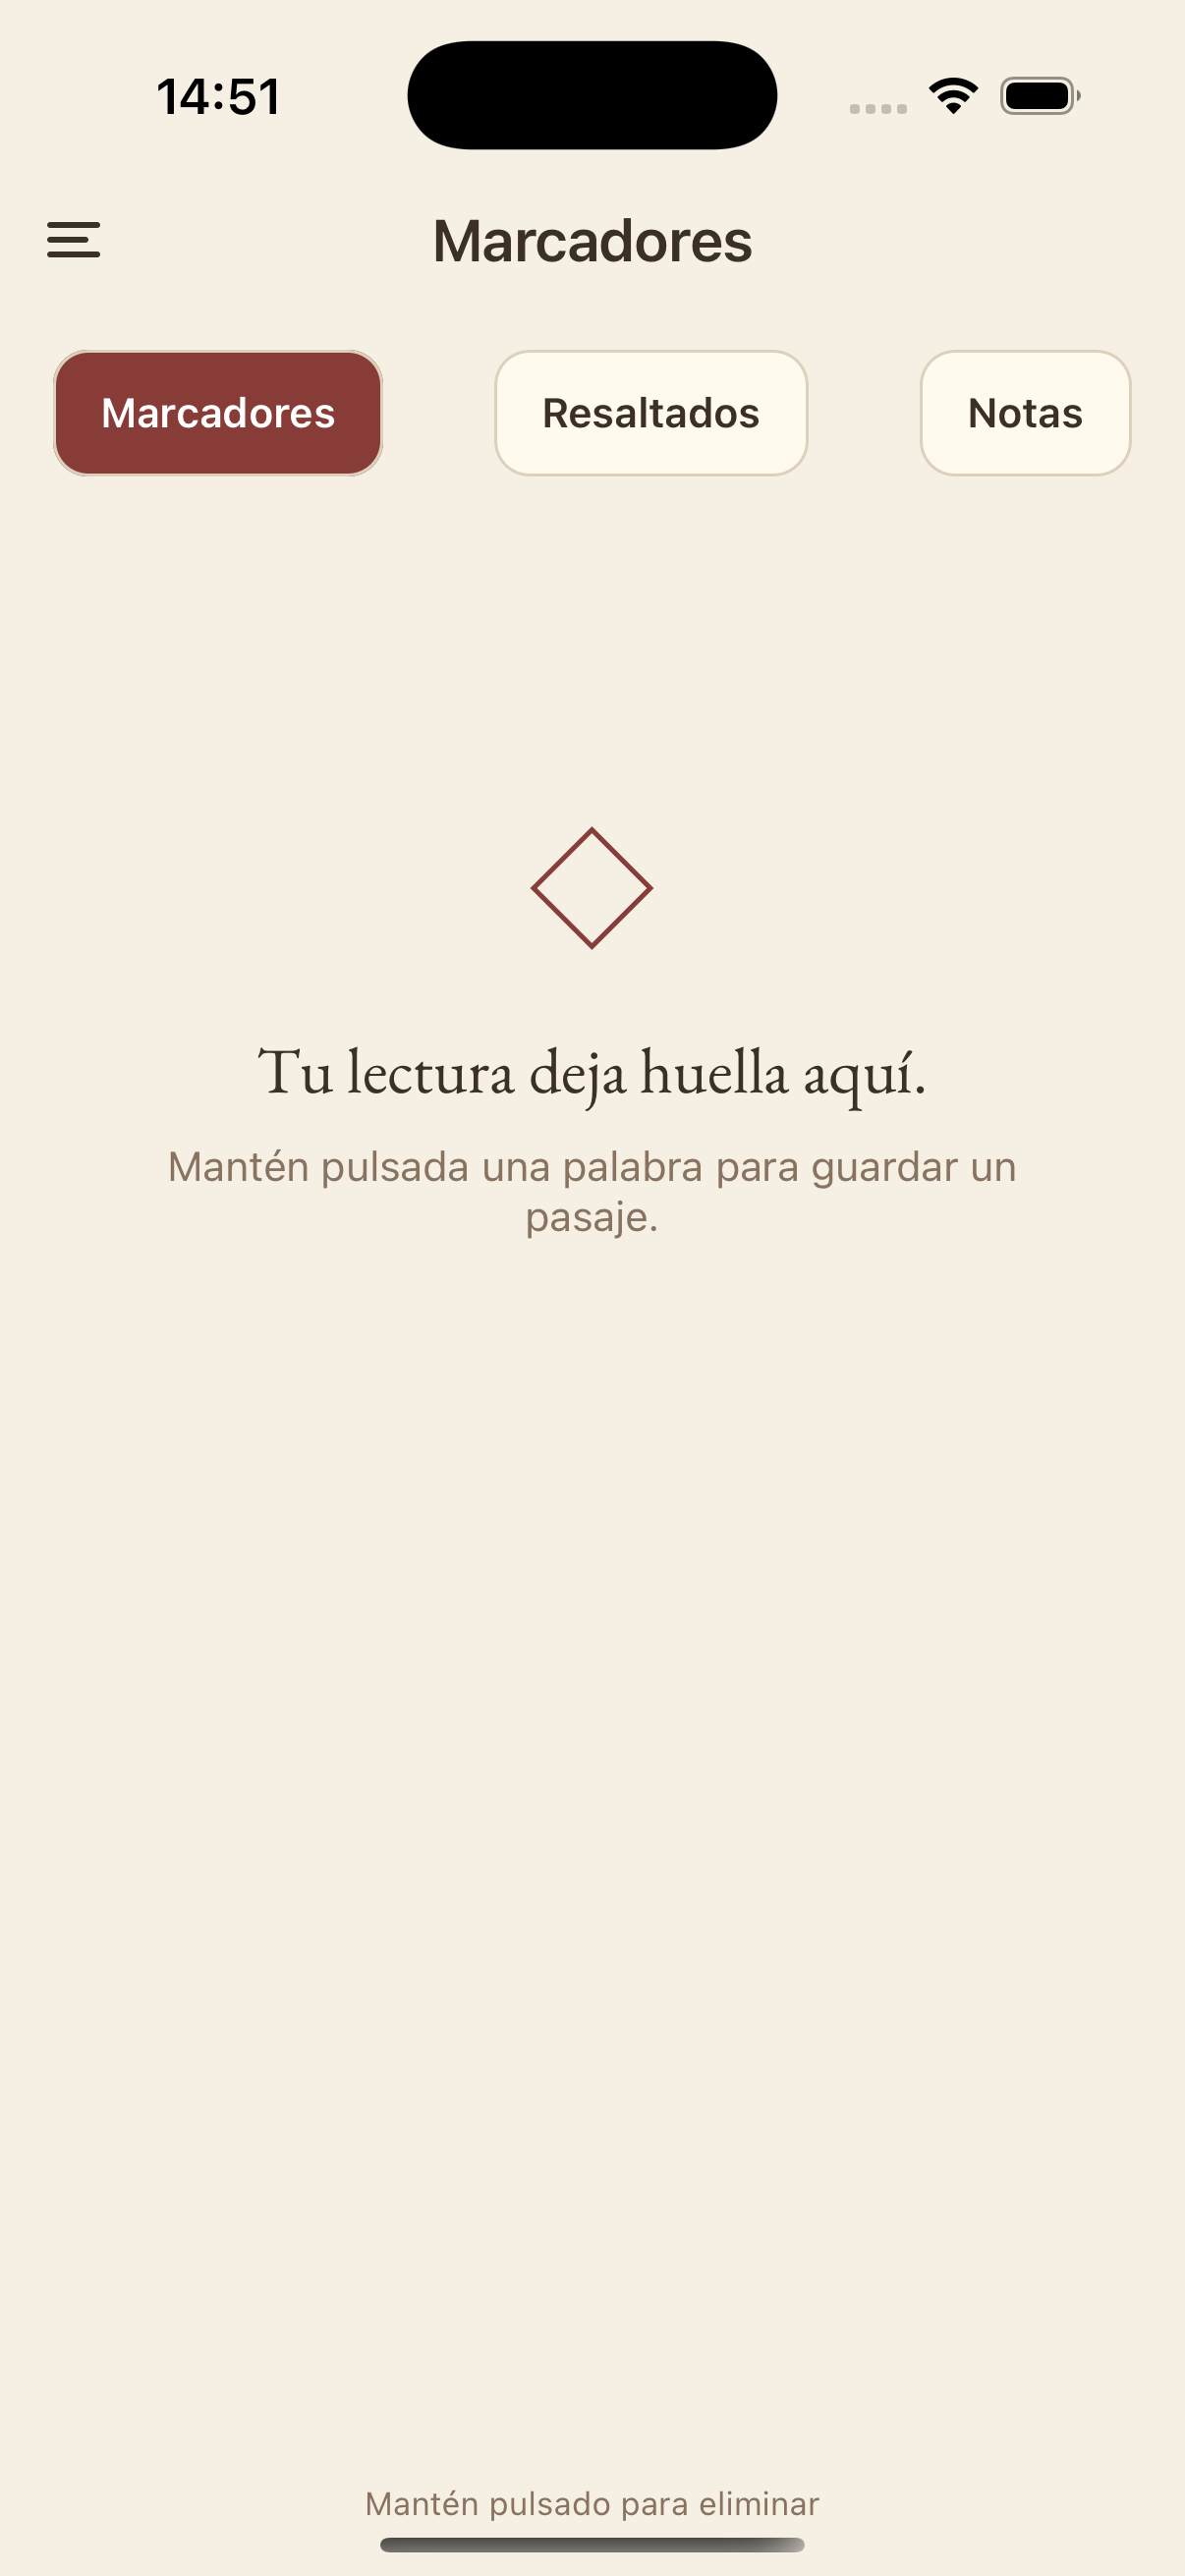 14:51
Marcadores
Marcadores
Resaltados
Notas
Tu lectura deja huella aquí.
Mantén pulsada una palabra para guardar un
pasaje.
Mantén pulsado para eliminar